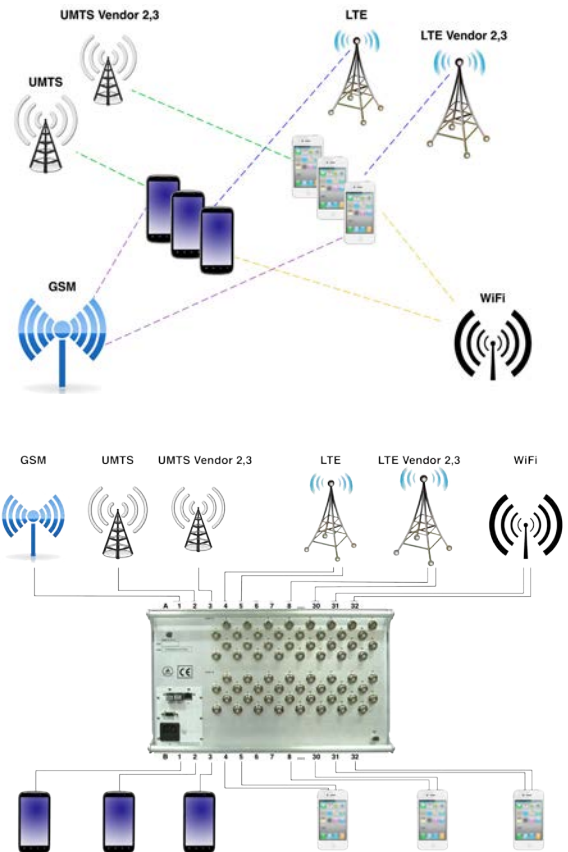 UMTS Vendor 2,3
LTE
LTE Vendor 2,3
UMTS
GSM
WiFi
GSM UMTS UMTS Vendor 2,3 LTE LTE Vendor 2,3 WiFi
A 1 2 3 4 5 6 7 8 30 31 32
CE
B 1 2 3 4 5 6 7 8 30 31 32